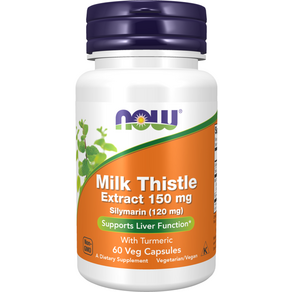 NOW
Milk Thistle
Extract 150 mg
Silymarin (120 mg)
Supports Liver Function*
With Turmeric
60 Veg Capsules
A Dietary Supplement Vegetarian/Vegan